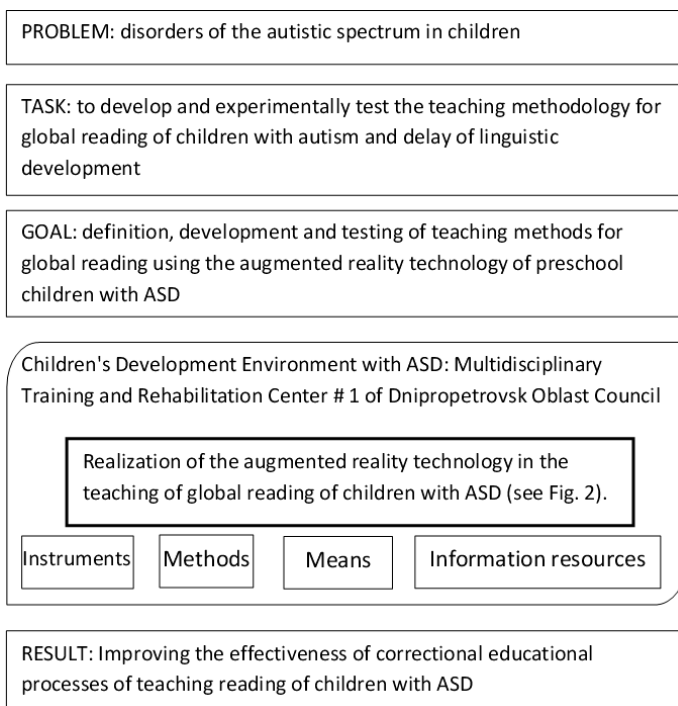 PROBLEM: disorders of the autistic spectrum in children
TASK: to develop and experimentally test the teaching methodology for
global reading of children with autism and delay of linguistic
development
GOAL: definition, development and testing of teaching methods for
global reading using the augmented reality technology of preschool
children with ASD
Children's Development Environment with ASD: Multidisciplinary
Training and Rehabilitation Center # 1 of Dnipropetrovsk Oblast Council
Realization of the augmented reality technology in the
teaching of global reading of children with ASD (see Fig. 2).
Instruments Methods Means Information resources
RESULT: Improving the effectiveness of correctional educational
processes of teaching reading of children with ASD